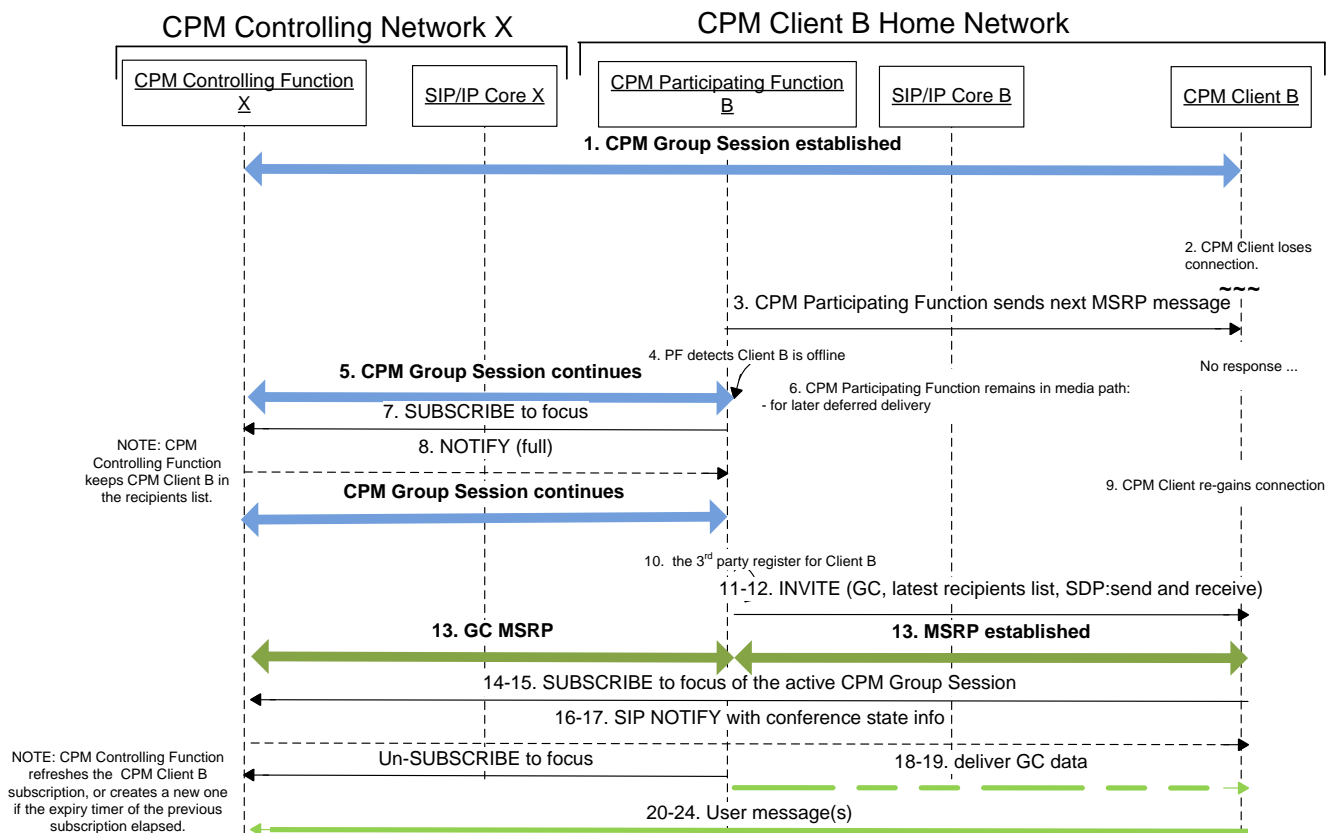 CPM Controlling Network X
CPM Client B Home Network
CPM Controlling Function
X
SIP/IP Core X
CPM Participating Function
B
SIP/IP Core B
CPM Client B
1. CPM Group Session established
2. CPM Client loses
connection.
~~~
3. CPM Participating Function sends next MSRP message
4. PF detects Client B is offline
No response ...
5. CPM Group Session continues
6. CPM Participating Function remains in media path:
- for later deferred delivery
7. SUBSCRIBE to focus
8. NOTIFY (full)
NOTE: CPM
Controlling Function
keeps CPM Client B in
the recipients list.
CPM Group Session continues
9. CPM Client re-gains connection
10. the 3rd party register for Client B
11-12. INVITE (GC, latest recipients list, SDP:send and receive)
13. GC MSRP
13. MSRP established
14-15. SUBSCRIBE to focus of the active CPM Group Session
16-17. SIP NOTIFY with conference state info
NOTE: CPM Controlling Function
refreshes the CPM Client B
subscription, or creates a new one
if the expiry timer of the previous
subscription elapsed.
Un-SUBSCRIBE to focus
18-19. deliver GC data
20-24. User message(s)